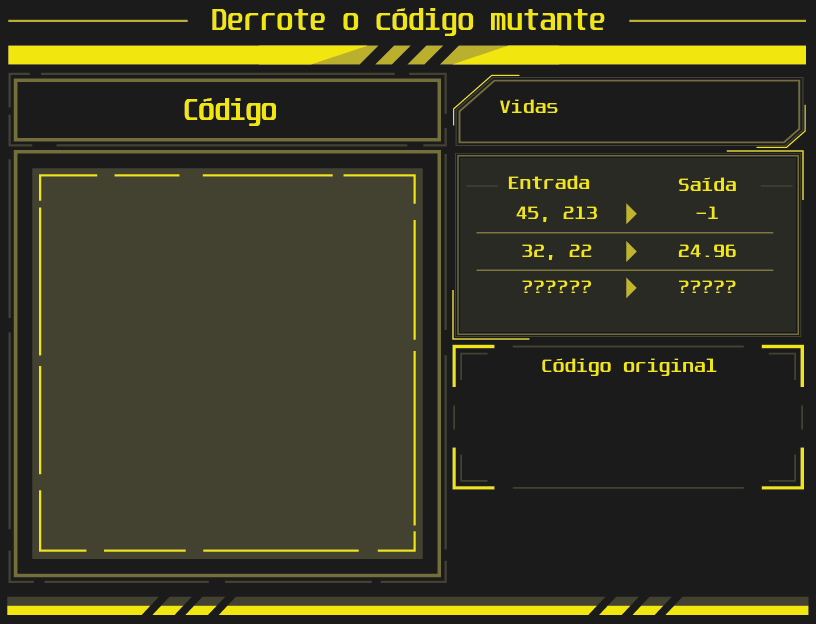 Derrote o código mutante
Código
Vidas
Entrada Saída
45, 213 -1
32, 22 24.96
?????? ?????
Código original